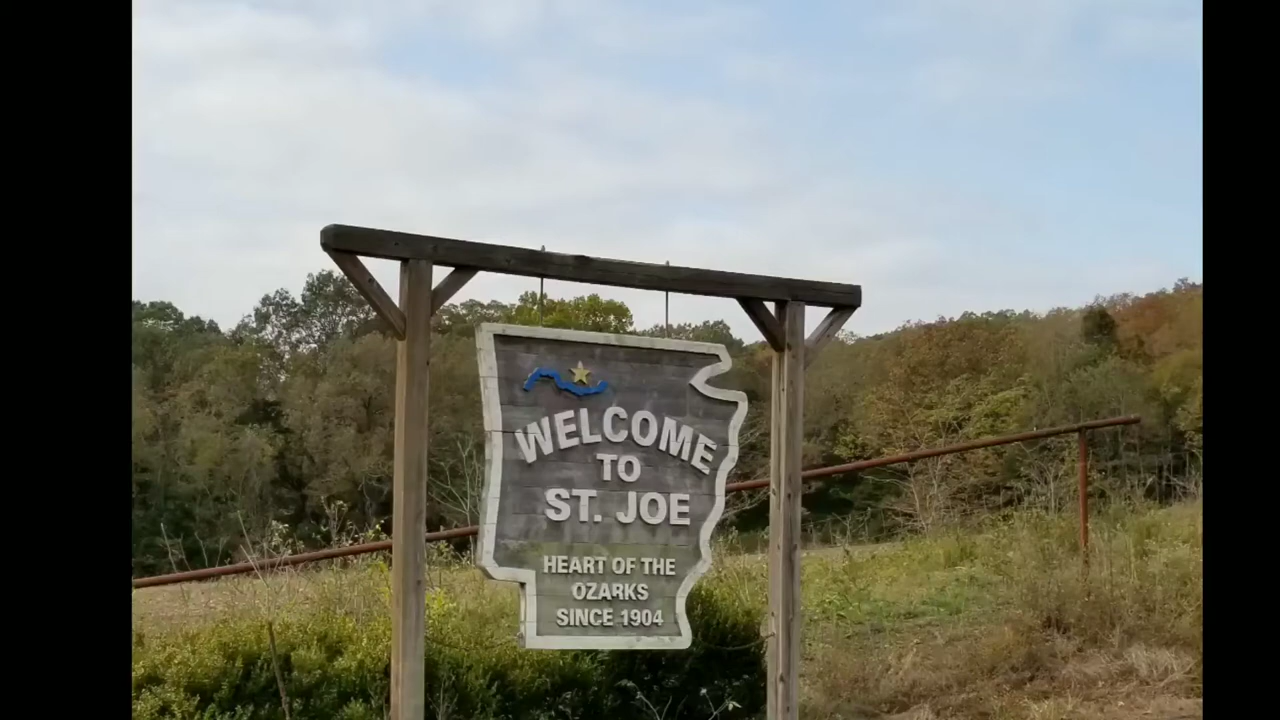 WELCOME
TO
ST. JOE
HEART OF THE
OZARKS
SINCE 1904